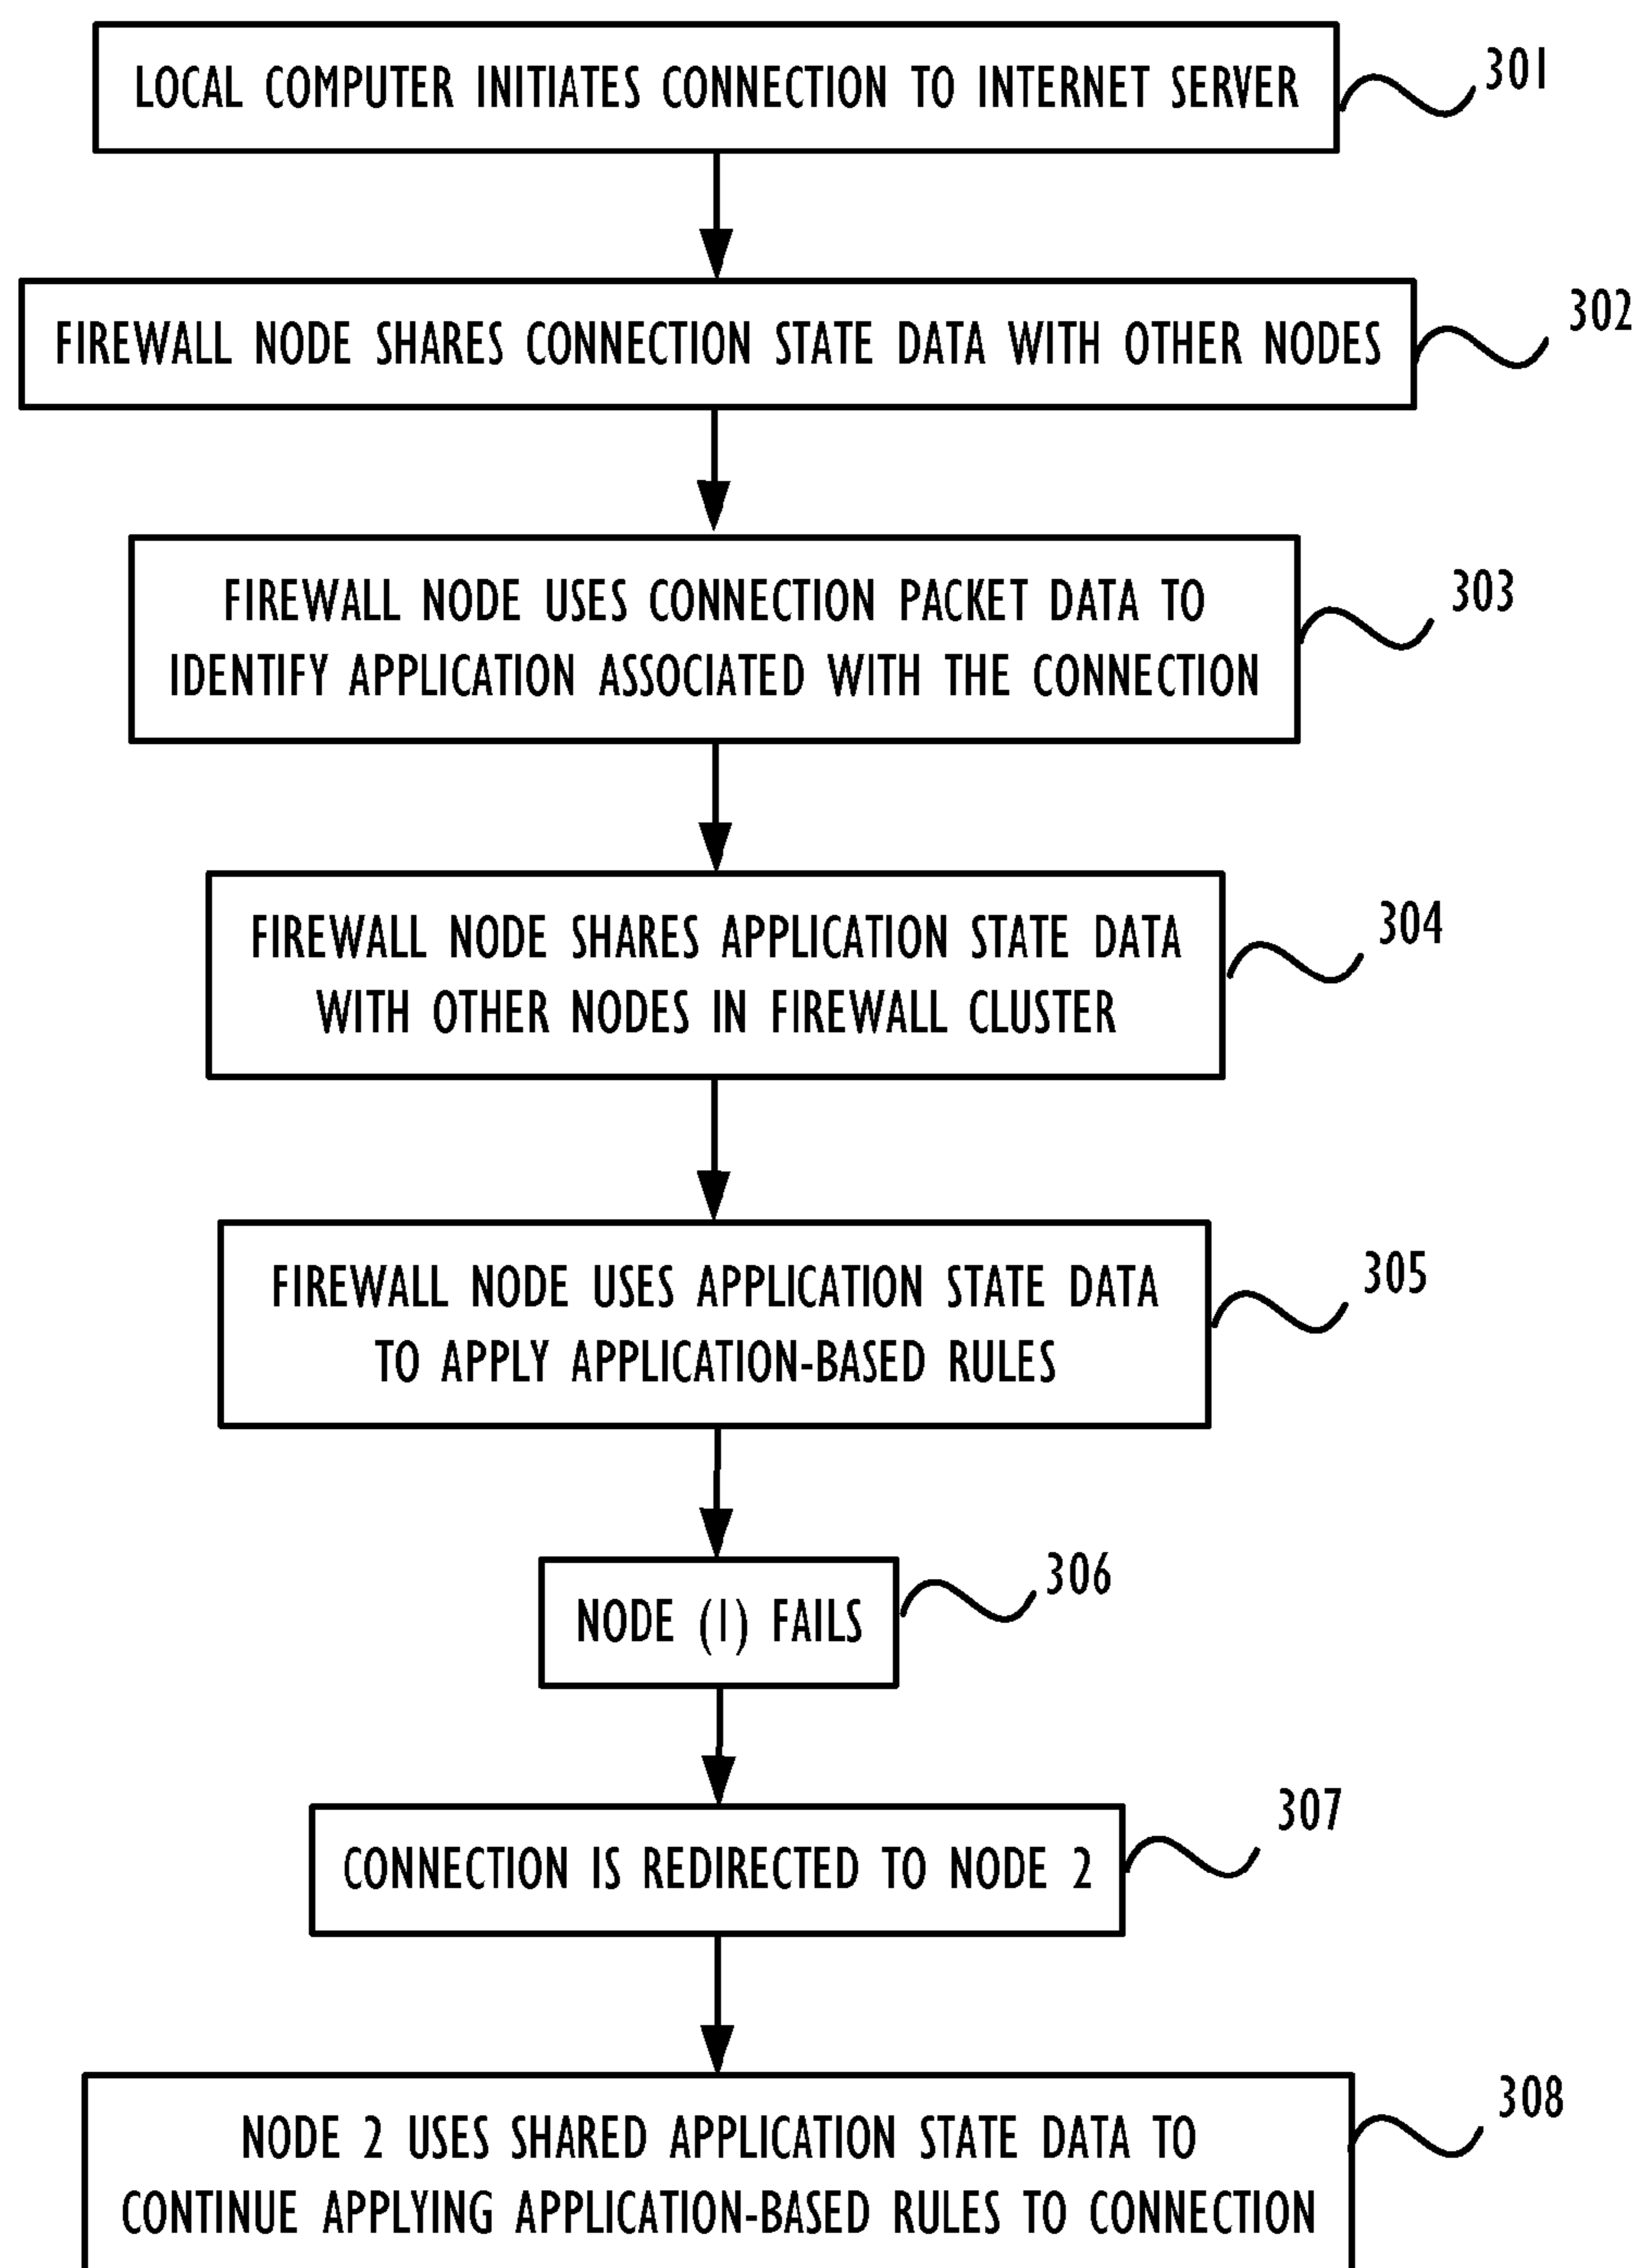 LOCAL COMPUTER INITIATES CONNECTION TO INTERNET SERVER
301
FIREWALL NODE SHARES CONNECTION STATE DATA WITH OTHER NODES
302
FIREWALL NODE USES CONNECTION PACKET DATA TO
IDENTIFY APPLICATION ASSOCIATED WITH THE CONNECTION
303
FIREWALL NODE SHARES APPLICATION STATE DATA
WITH OTHER NODES IN FIREWALL CLUSTER
304
FIREWALL NODE USES APPLICATION STATE DATA
TO APPLY APPLICATION-BASED RULES
305
NODE (1) FAILS
306
CONNECTION IS REDIRECTED TO NODE 2
307
NODE 2 USES SHARED APPLICATION STATE DATA TO
CONTINUE APPLYING APPLICATION-BASED RULES TO CONNECTION
308